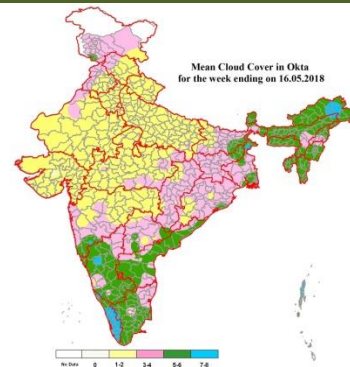 Mean Cloud Cover in Okta
for the week ending on 16.05.2018
No Data 0 1-2 3-4 5-6 7-8